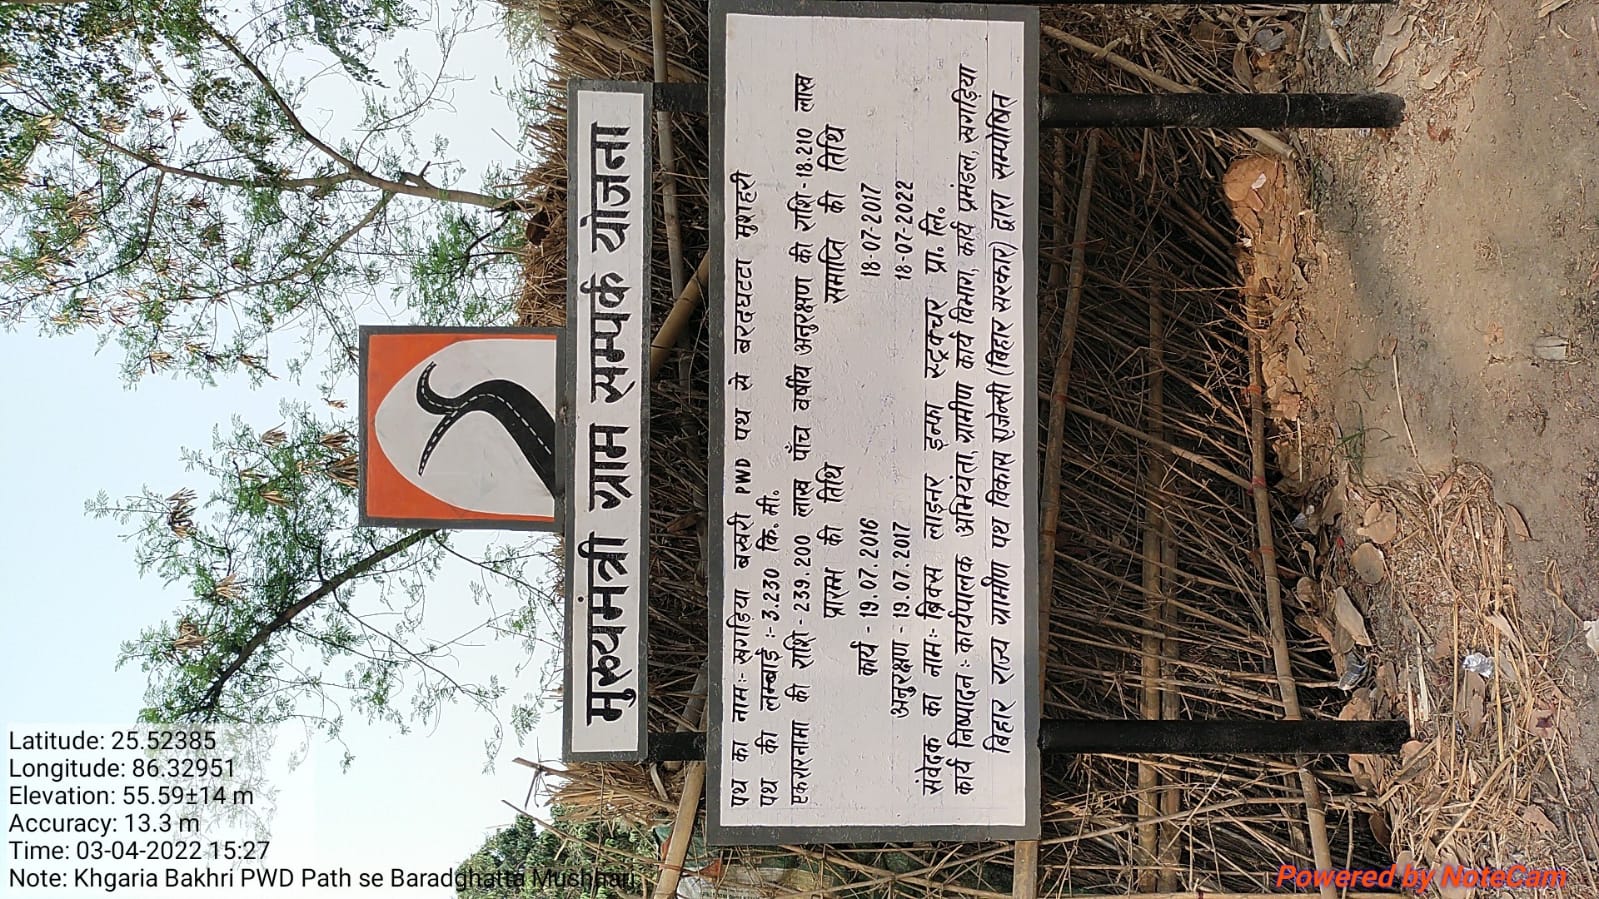 मुख्यमंत्री ग्राम सम्पर्क योजना
पथ का नाम:- खगड़िया बखरी PWD पथ से बरदघटटा मुशहरी
पथ की लम्बाई :- 3.230 कि. मी.
एकरारनामा की राशि - 239.200 लाख पाँच वर्षीय अनुरक्षण की राशि - 18.210 लाख
प्रारंभ की तिथि समाप्ति की तिथि
कार्य - 19.07.2016 18-07-2017
अनुरक्षण - 19.07.2017 18-07-2022
संवेदक का नाम:- ब्रिक्स लाइनर इन्फ्रा स्ट्रक्चर प्रा. लि.
कार्य निष्पादन :- कार्यपालक अभियंता, ग्रामीण कार्य विभाग, कार्य प्रमंडल, खगड़िया
बिहार राज्य ग्रामीण पथ विकास एजेन्सी (बिहार सरकार) द्वारा सम्पोषित
Latitude: 25.52385
Longitude: 86.32951
Elevation: 55.59±14 m
Accuracy: 13.3 m
Time: 03-04-2022 15:27
Note: Khgaria Bakhri PWD Path se Baradghatta Mushhari
Powered by NoteCam